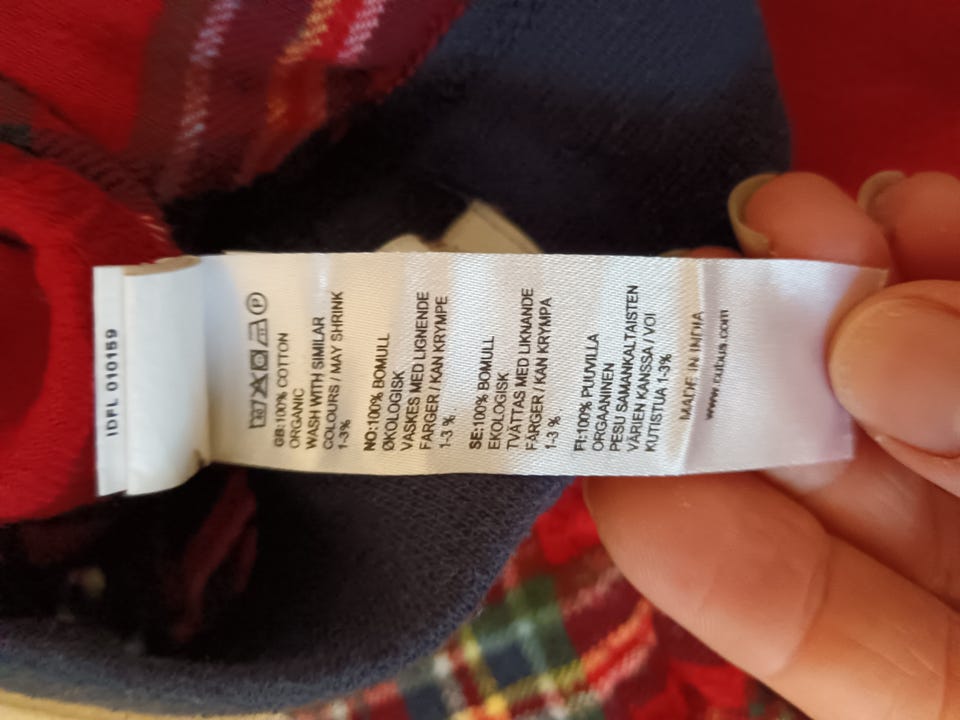 IDFL 010159
P
GB:100% COTTON
ORGANIC
WASH WITH SIMILAR
COLOURS / MAY SHRINK
1-3%
NO:100% BOMULL
ØKOLOGISK
VASKES MED LIGNENDE
FARGER / KAN KRYMPE
1-3 %
SE:100% BOMULL
EKOLOGISK
TVÄTTAS MED LIKNANDE
FÄRGER / KAN KRYMPA
1-3 %
FI:100% PUUVILLA
ORGAANINEN
PESU SAMANKALTAISTEN
VÄRIEN KANSSA / VOI
KUTISTUA 1-3%
MADE IN INDIA
www.cubus.com